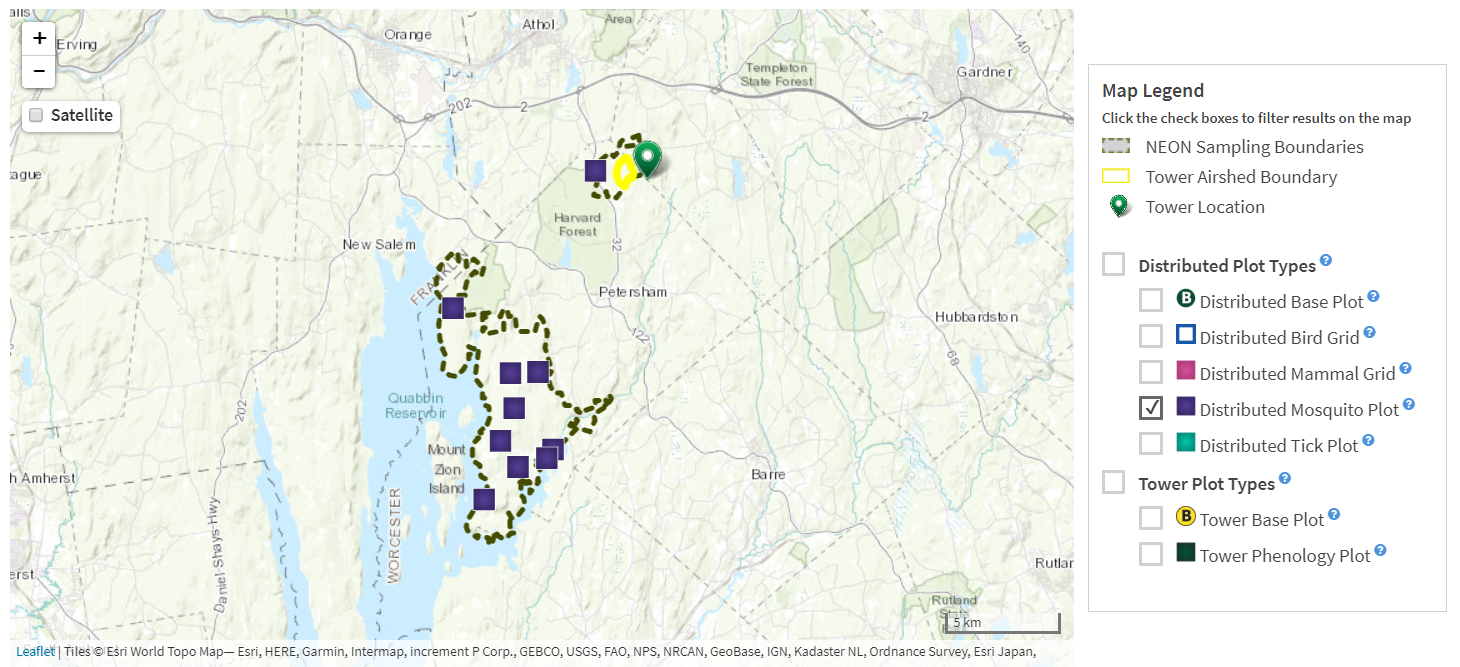 alls
Area
Athol
Orange
+
Erving
140
Templeton
State Forest
Gardner
−
202
2
2
Satellite
Map Legend
Click the check boxes to filter results on the map
NEON Sampling Boundaries
ague
Tower Airshed Boundary
Tower Location
Harvard
Forest
New Salem
32
FRANKLIN
Distributed Plot Types ?
Petersham
B Distributed Base Plot ?
Hubbardston
122
Distributed Bird Grid ?
68
Distributed Mammal Grid ?
Quabbin
Reservoir
202
Distributed Mosquito Plot ?
Distributed Tick Plot ?
Mount
Zion
Island
h Amherst
Barre
Tower Plot Types ?
WORCESTER
Daniel Shays Hwy
B Tower Base Plot ?
Tower Phenology Plot ?
erst
Rutlar
Rutland
State
5 km
Leaflet | Tiles © Esri World Topo Map— Esri, HERE, Garmin, Intermap, increment P Corp., GEBCO, USGS, FAO, NPS, NRCAN, GeoBase, IGN, Kadaster NL, Ordnance Survey, Esri Japan,